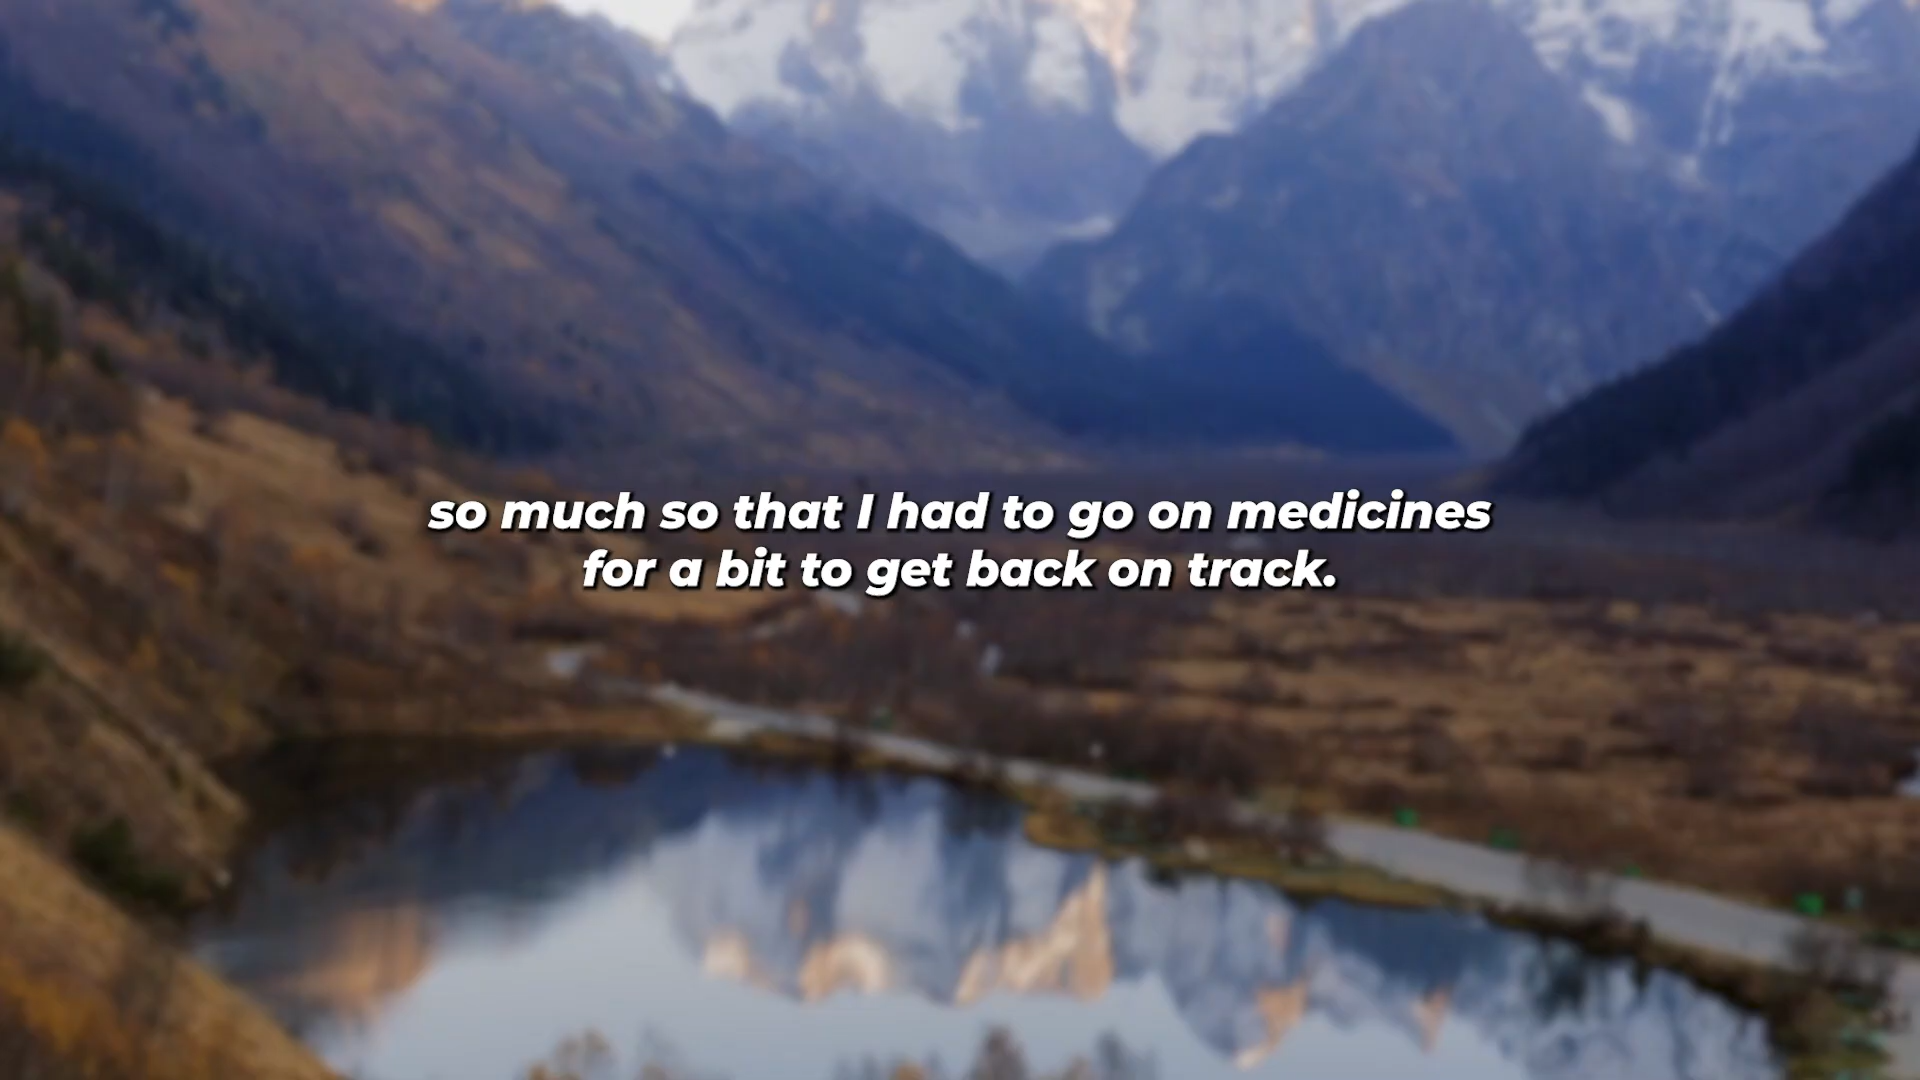 so much so that I had to go on medicines
for a bit to get back on track.